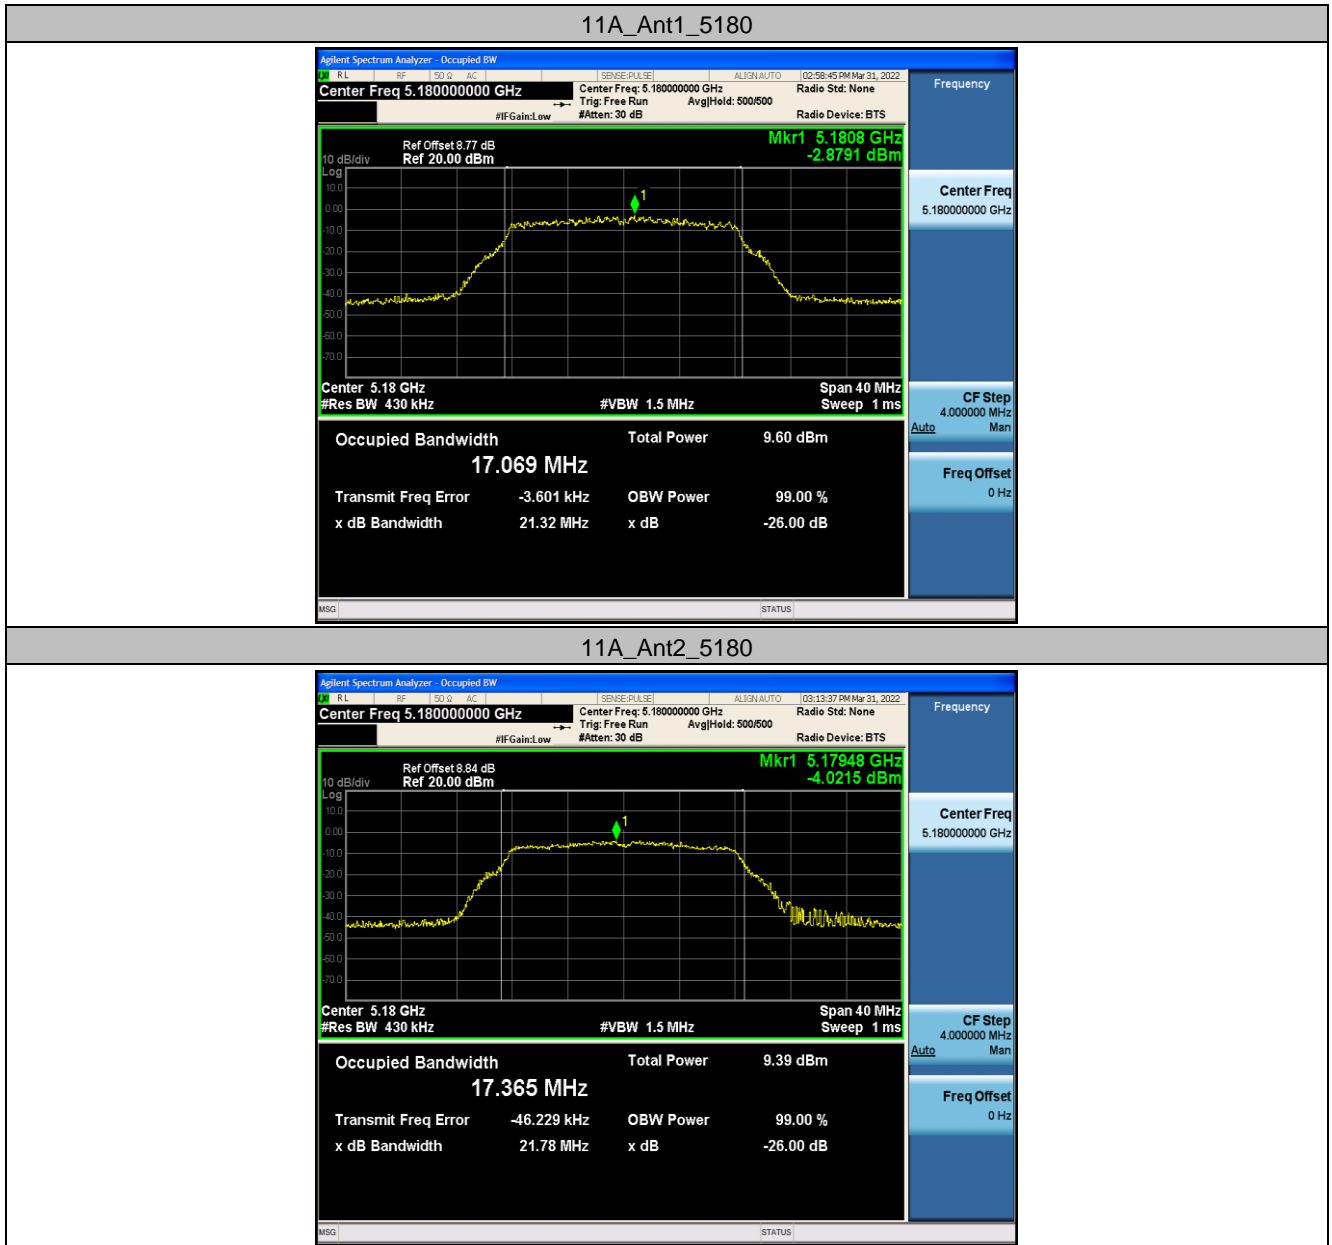 11A_Ant1_5180
Agilent Spectrum Analyzer - Occupied BW
RL RF 50 Ω AC SENSE:PULSE ALIGN AUTO 02:58:45 PM Mar 31, 2022
Center Freq 5.180000000 GHz
Center Freq: 5.180000000 GHz Radio Std: None
Trig: Free Run Avg|Hold: 500/500
#IFGain:Low #Atten: 30 dB Radio Device: BTS
Frequency
Mkr1 5.1808 GHz
-2.8791 dBm
Ref Offset 8.77 dB
10 dB/div Ref 20.00 dBm
Log
10.0
0.00
-10.0
-20.0
-30.0
-40.0
-50.0
-60.0
-70.0
1
Center 5.18 GHz Span 40 MHz
#Res BW 430 kHz #VBW 1.5 MHz Sweep 1 ms
Occupied Bandwidth Total Power 9.60 dBm
17.069 MHz
Transmit Freq Error -3.601 kHz OBW Power 99.00 %
x dB Bandwidth 21.32 MHz x dB -26.00 dB
Center Freq
5.180000000 GHz
CF Step
4.000000 MHz
Auto Man
Freq Offset
0 Hz
MSG STATUS
11A_Ant2_5180
Agilent Spectrum Analyzer - Occupied BW
RL RF 50 Ω AC SENSE:PULSE ALIGN AUTO 03:13:37 PM Mar 31, 2022
Center Freq 5.180000000 GHz
Center Freq: 5.180000000 GHz Radio Std: None
Trig: Free Run Avg|Hold: 500/500
#IFGain:Low #Atten: 30 dB Radio Device: BTS
Frequency
Mkr1 5.17948 GHz
-4.0215 dBm
Ref Offset 8.84 dB
10 dB/div Ref 20.00 dBm
Log
10.0
0.00
-10.0
-20.0
-30.0
-40.0
-50.0
-60.0
-70.0
1
Center 5.18 GHz Span 40 MHz
#Res BW 430 kHz #VBW 1.5 MHz Sweep 1 ms
Occupied Bandwidth Total Power 9.39 dBm
17.365 MHz
Transmit Freq Error -46.229 kHz OBW Power 99.00 %
x dB Bandwidth 21.78 MHz x dB -26.00 dB
Center Freq
5.180000000 GHz
CF Step
4.000000 MHz
Auto Man
Freq Offset
0 Hz
MSG STATUS